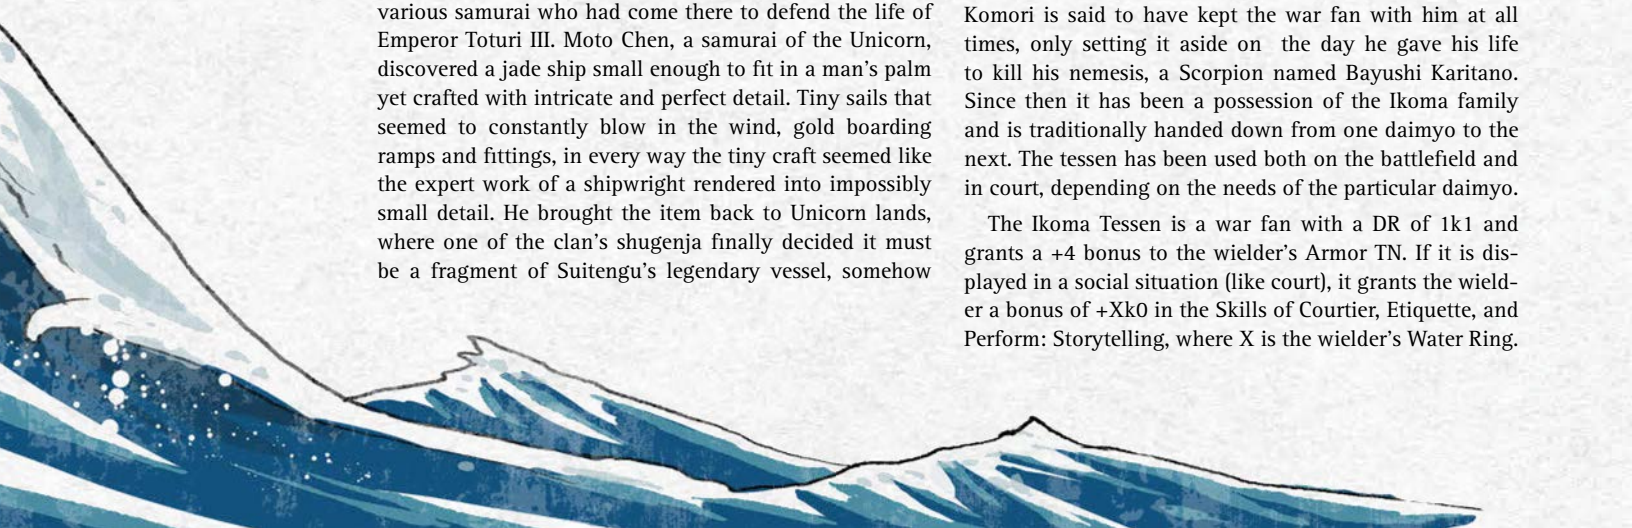 various samurai who had come there to defend the life of
Emperor Toturi III. Moto Chen, a samurai of the Unicorn,
discovered a jade ship small enough to fit in a man’s palm
yet crafted with intricate and perfect detail. Tiny sails that
seemed to constantly blow in the wind, gold boarding
ramps and fittings, in every way the tiny craft seemed like
the expert work of a shipwright rendered into impossibly
small detail. He brought the item back to Unicorn lands,
where one of the clan’s shugenja finally decided it must
be a fragment of Suitengu’s legendary vessel, somehow
Komori is said to have kept the war fan with him at all
times, only setting it aside on the day he gave his life
to kill his nemesis, a Scorpion named Bayushi Karitano.
Since then it has been a possession of the Ikoma family
and is traditionally handed down from one daimyo to the
next. The tessen has been used both on the battlefield and
in court, depending on the needs of the particular daimyo.
The Ikoma Tessen is a war fan with a DR of 1k1 and
grants a +4 bonus to the wielder’s Armor TN. If it is dis-
played in a social situation (like court), it grants the wield-
er a bonus of +Xk0 in the Skills of Courtier, Etiquette, and
Perform: Storytelling, where X is the wielder’s Water Ring.